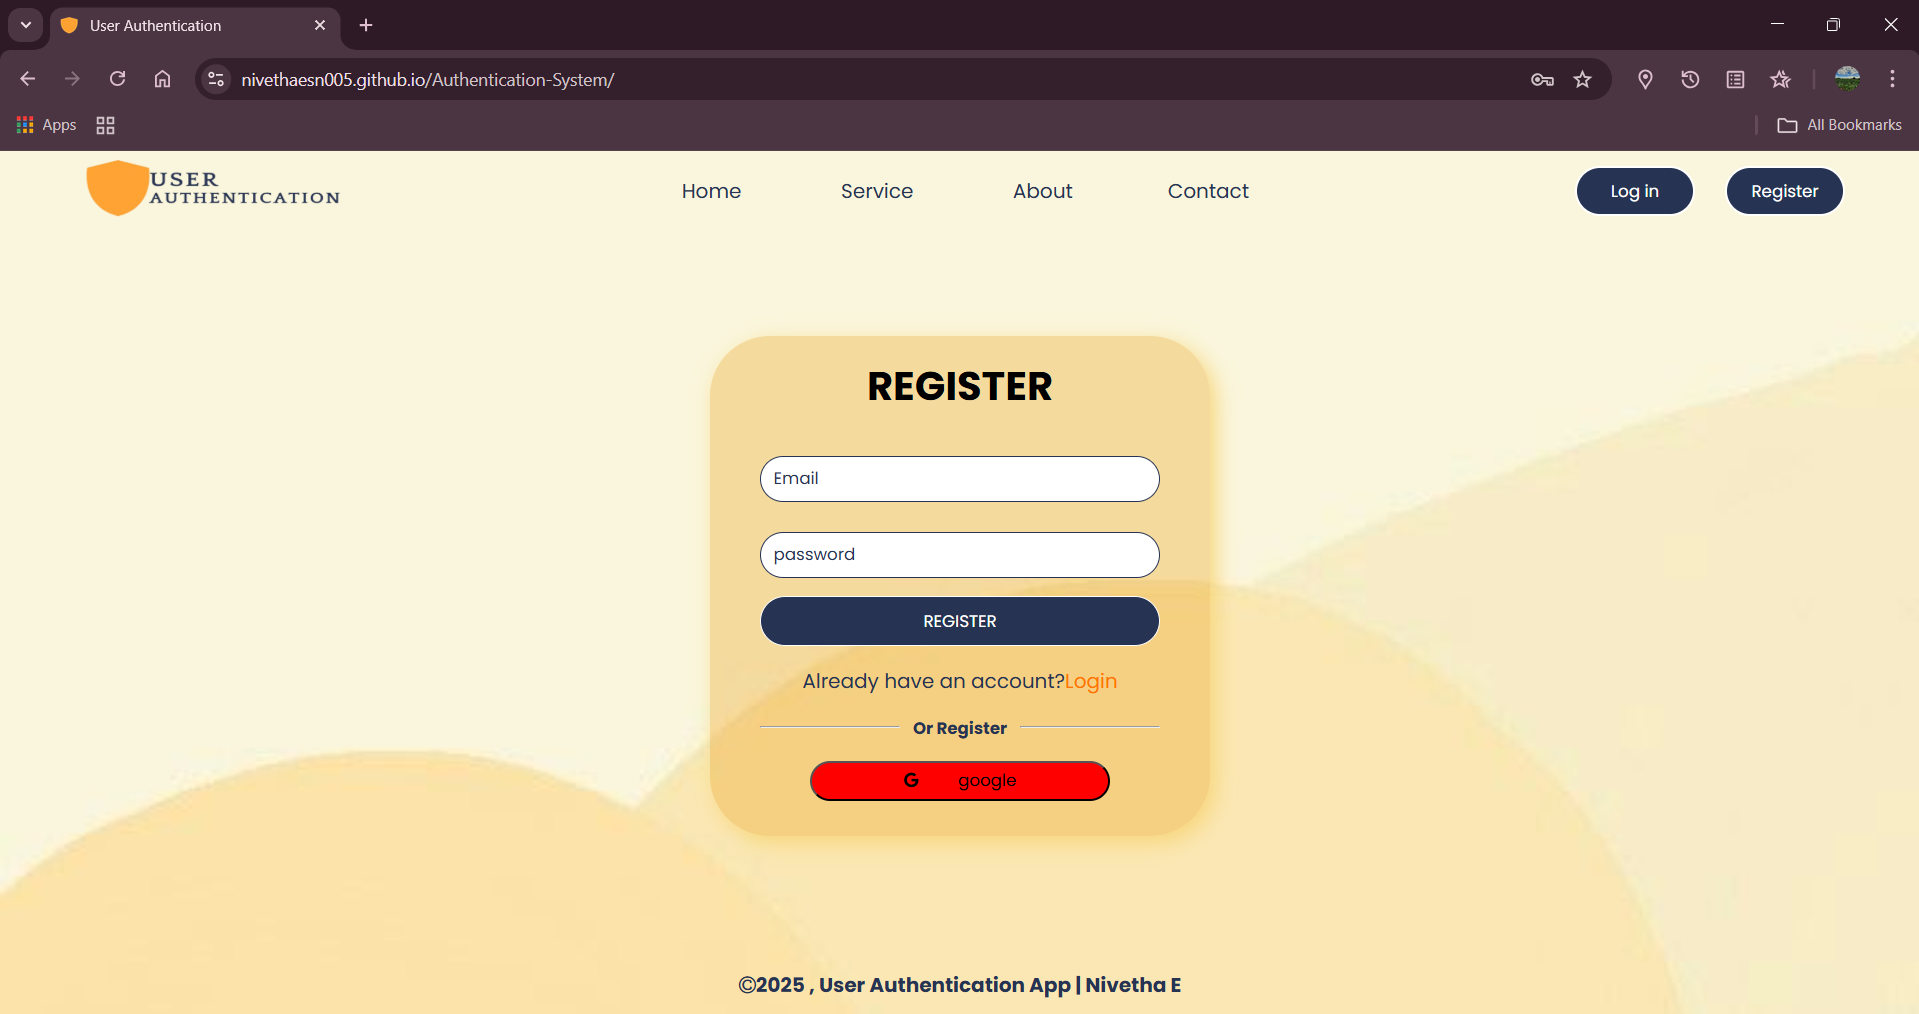 User Authentication
nivethaesn005.github.io/Authentication-System/
Apps
All Bookmarks
USER
AUTHENTICATION
Home
Service
About
Contact
Log in
Register
REGISTER
Email
password
REGISTER
Already have an account?Login
Or Register
G google
©2025 , User Authentication App | Nivetha E